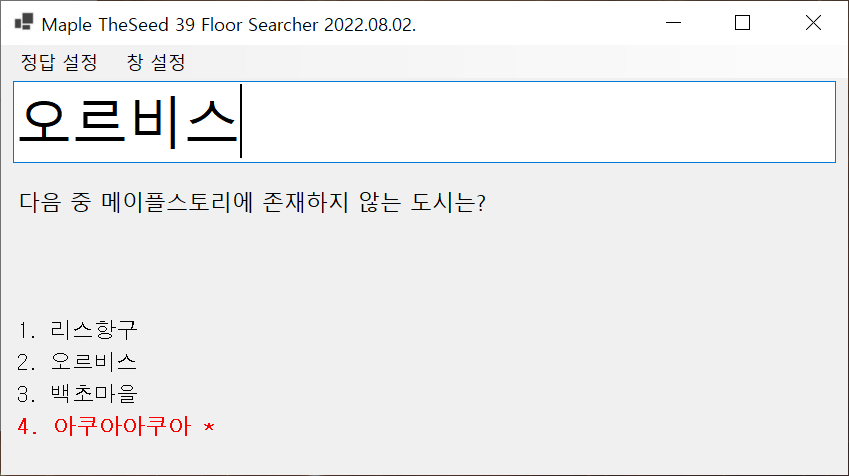 Maple TheSeed 39 Floor Searcher 2022.08.02.
정답 설정 창 설정
오르비스
다음 중 메이플스토리에 존재하지 않는 도시는?
1. 리스항구
2. 오르비스
3. 백초마을
4. 아쿠아아쿠아 *